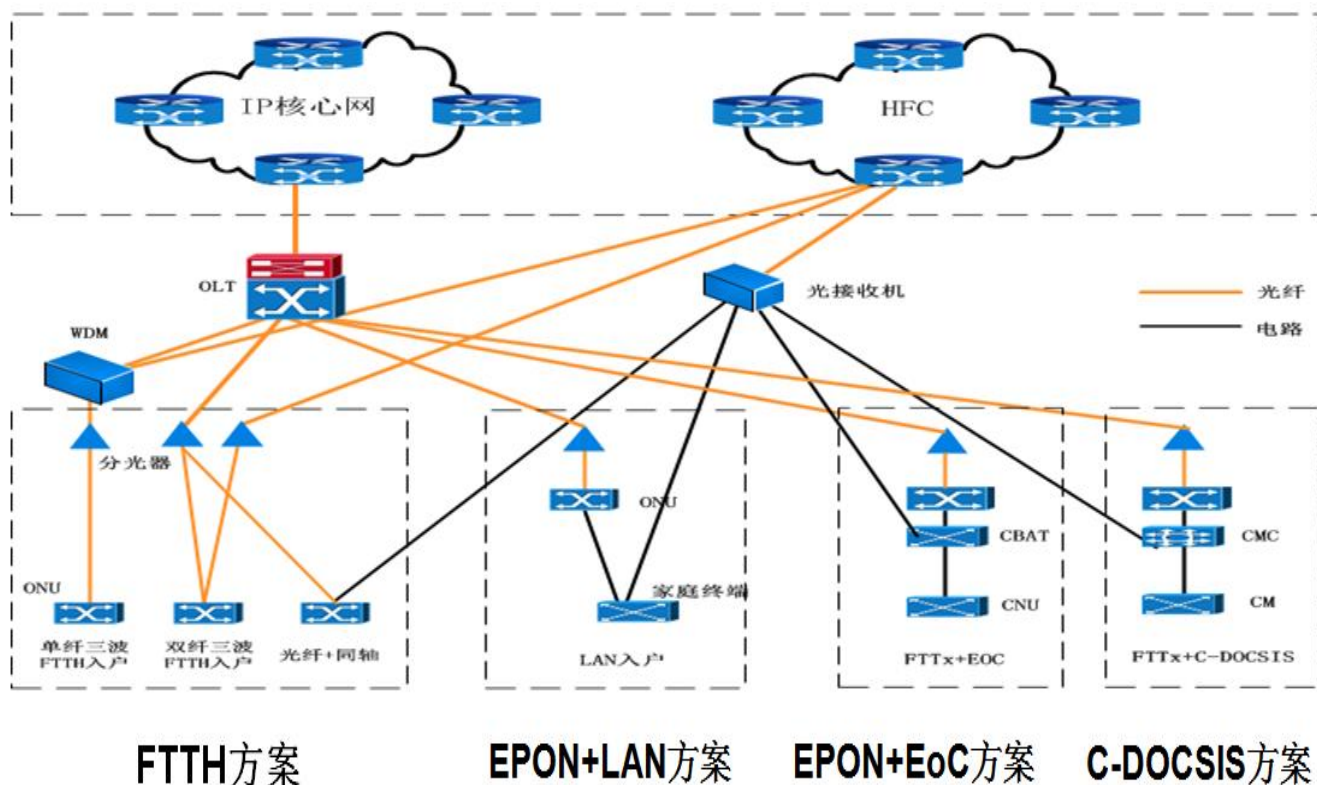 IP核心网
HFC
OLT
光接收机
光纤
电路
WDM
分光器
ONU
ONU
家庭终端
CBAT
CNU
CMC
CM
单纤三波
FTTH入户
双纤三波
FTTH入户
光纤+同轴
LAN入户
FTTx+EOC
FTTx+C-DOCSIS
FTTH方案
EPON+LAN方案
EPON+EoC方案
C-DOCSIS方案